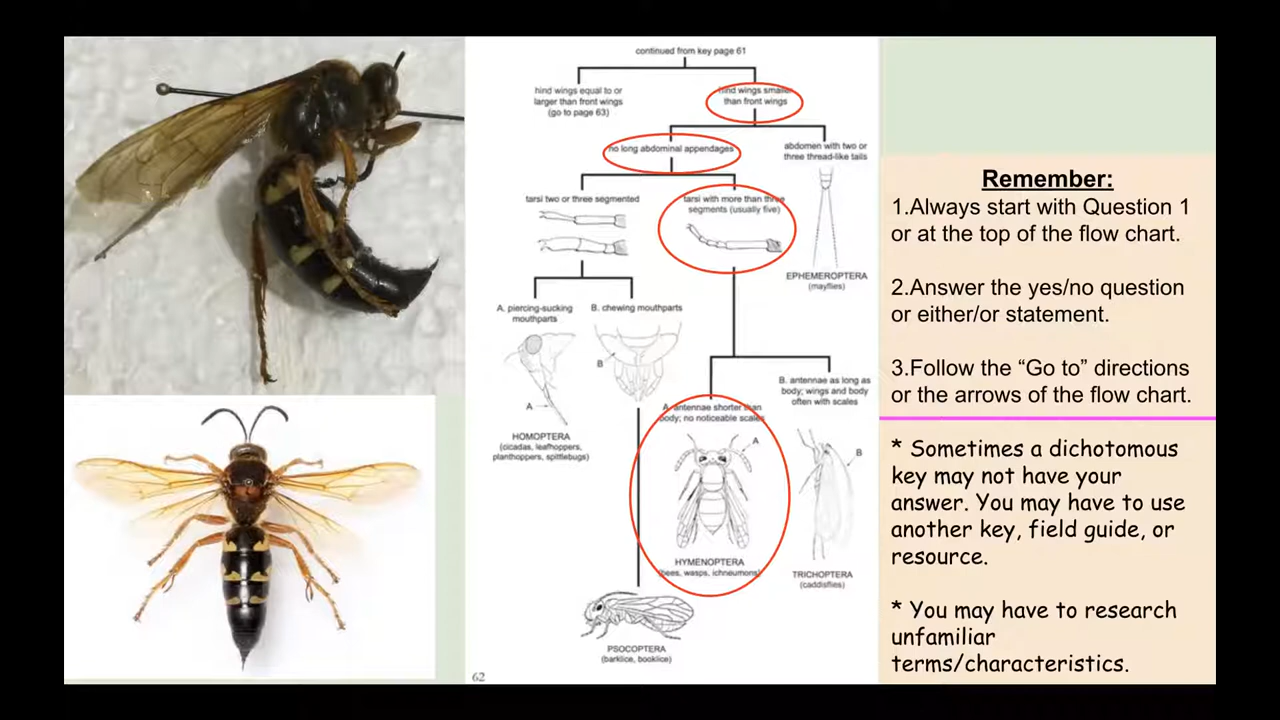 continued from key page 61
hind wings equal to or
larger than front wings
(go to page 63)
hind wings smaller
than front wings
no long abdominal appendages
abdomen with two or
three thread-like tails
tarsi two or three segmented
tarsi with more than three
segments (usually five)
EPHEMEROPTERA
(mayflies)
A. piercing-sucking
mouthparts
B. chewing mouthparts
B
A
HOMOPTERA
(cicadas, leafhoppers,
planthoppers, spittlebugs)
A. antennae shorter than
body; no noticeable scales
B. antennae as long as
body; wings and body
often with scales
A
B
HYMENOPTERA
(bees, wasps, ichneumons)
TRICHOPTERA
(caddisflies)
PSOCOPTERA
(barklice, booklice)
62
Remember:
1.Always start with Question 1
or at the top of the flow chart.
2.Answer the yes/no question
or either/or statement.
3.Follow the “Go to” directions
or the arrows of the flow chart.
* Sometimes a dichotomous
key may not have your
answer. You may have to use
another key, field guide, or
resource.
* You may have to research
unfamiliar
terms/characteristics.